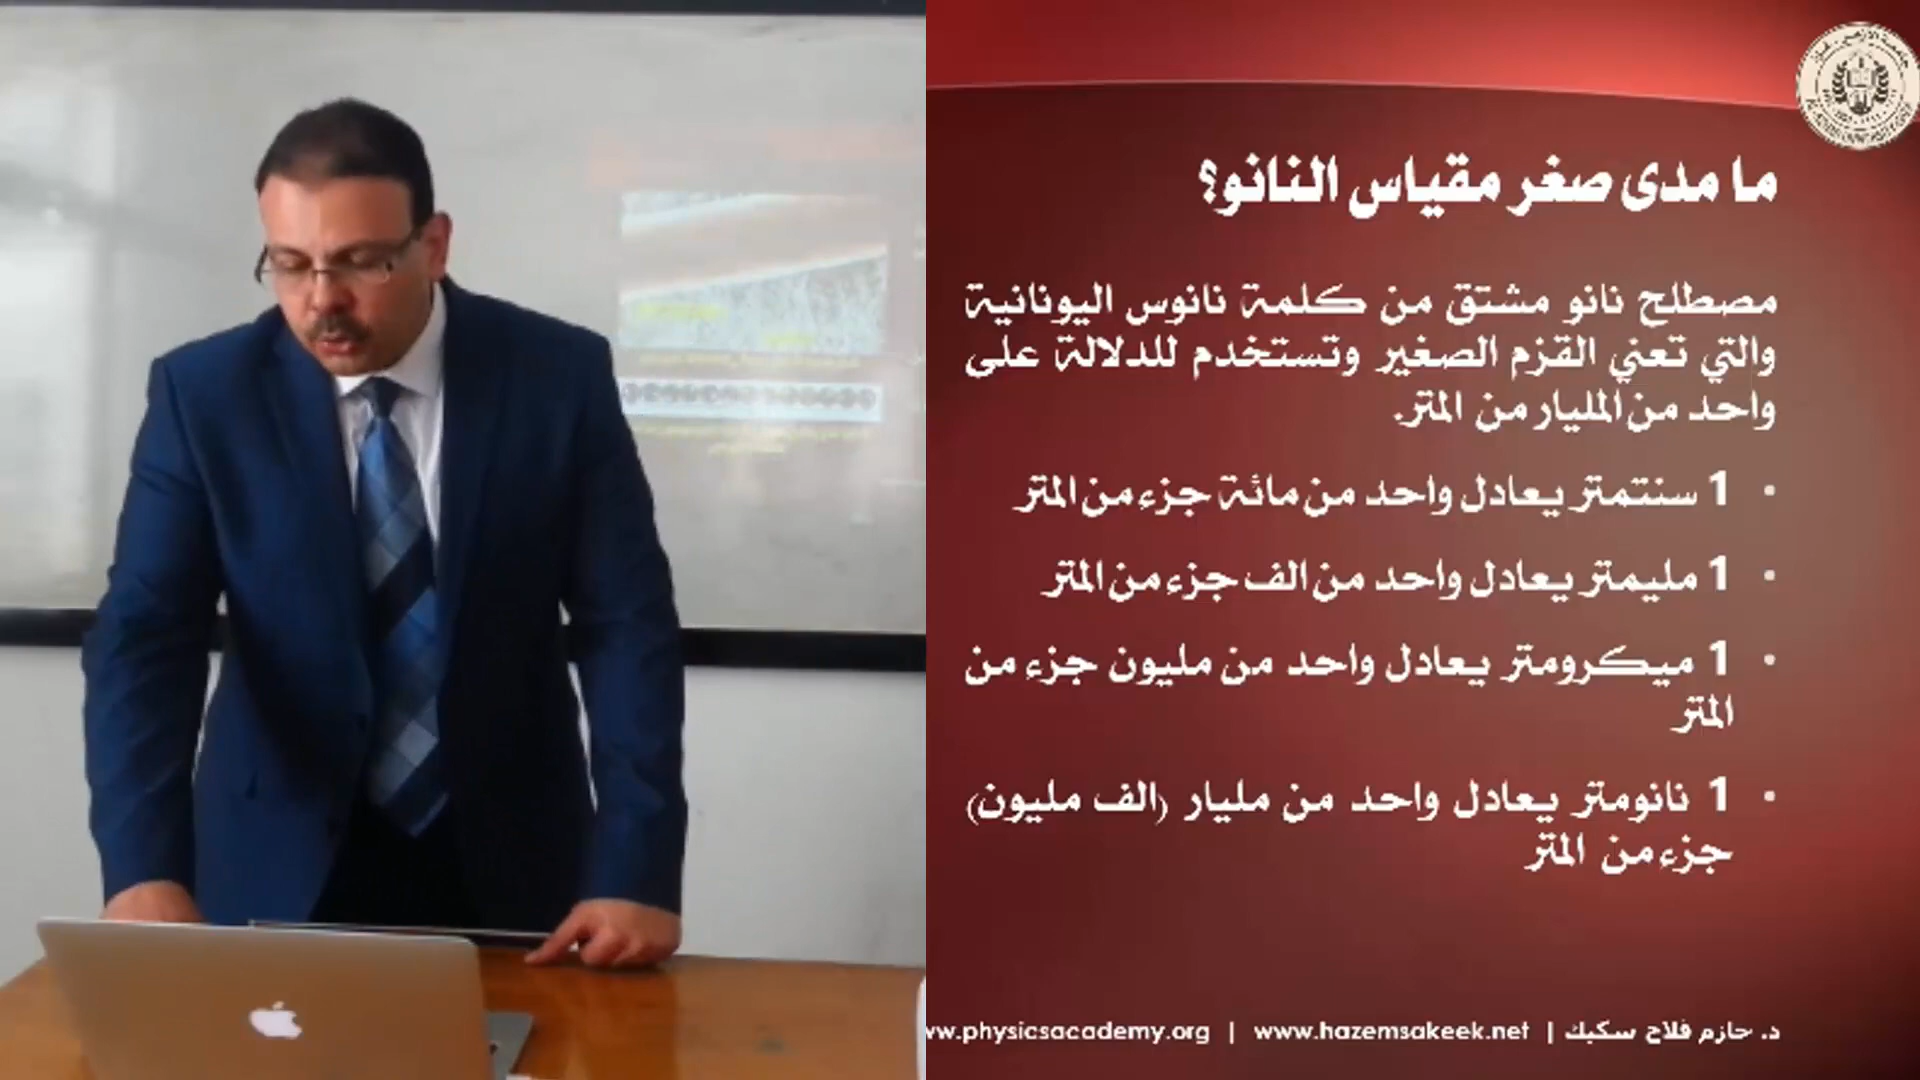 ما مدى صغر مقياس النانو؟
مصطلح نانو مشتق من كلمة نانوس اليونانية
والتي تعني القزم الصغير وتستخدم للدلالة على
واحد من المليار من المتر.
• 1 سنتمتر يعادل واحد من مائة جزء من المتر
• 1 مليمتر يعادل واحد من الف جزء من المتر
• 1 ميكرومتر يعادل واحد من مليون جزء من
المتر
• 1 نانومتر يعادل واحد من مليار (الف مليون)
جزء من المتر
د. حازم فلاح سكيك | www.hazemsakeek.net | vw.physicsacademy.org